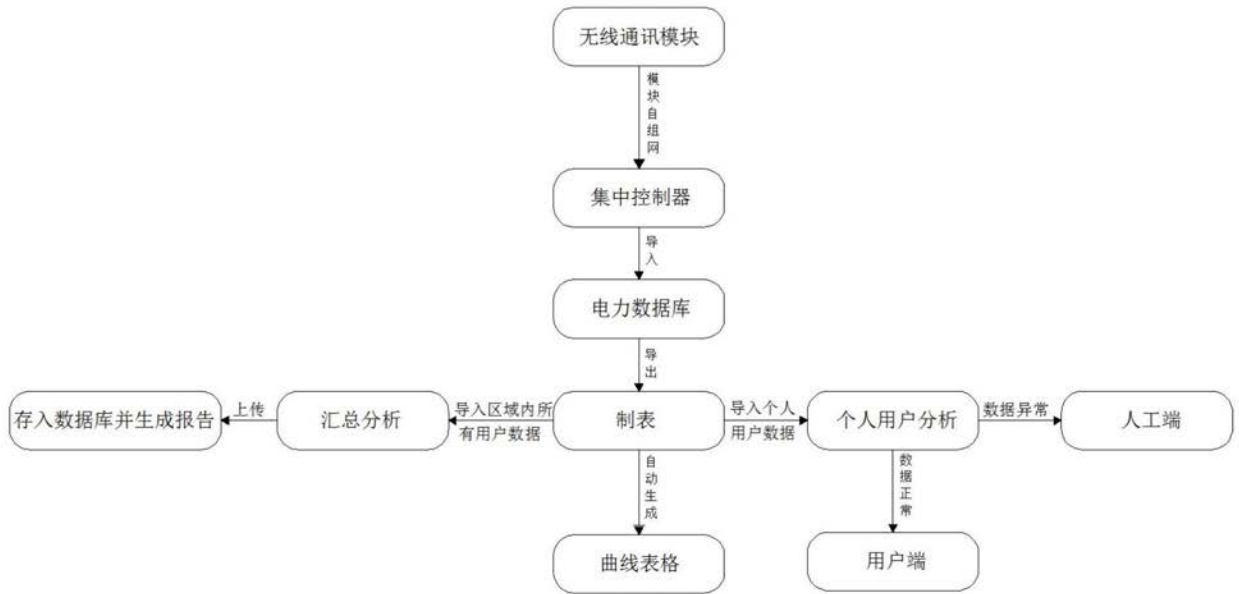 无线通讯模块
模块自组网
集中控制器
导入
电力数据库
导出
存入数据库并生成报告
上传
汇总分析
导入区域内所
有用户数据
制表
导入个人
用户数据
个人用户分析
数据异常
人工端
自动生成
数据正常
曲线表格
用户端